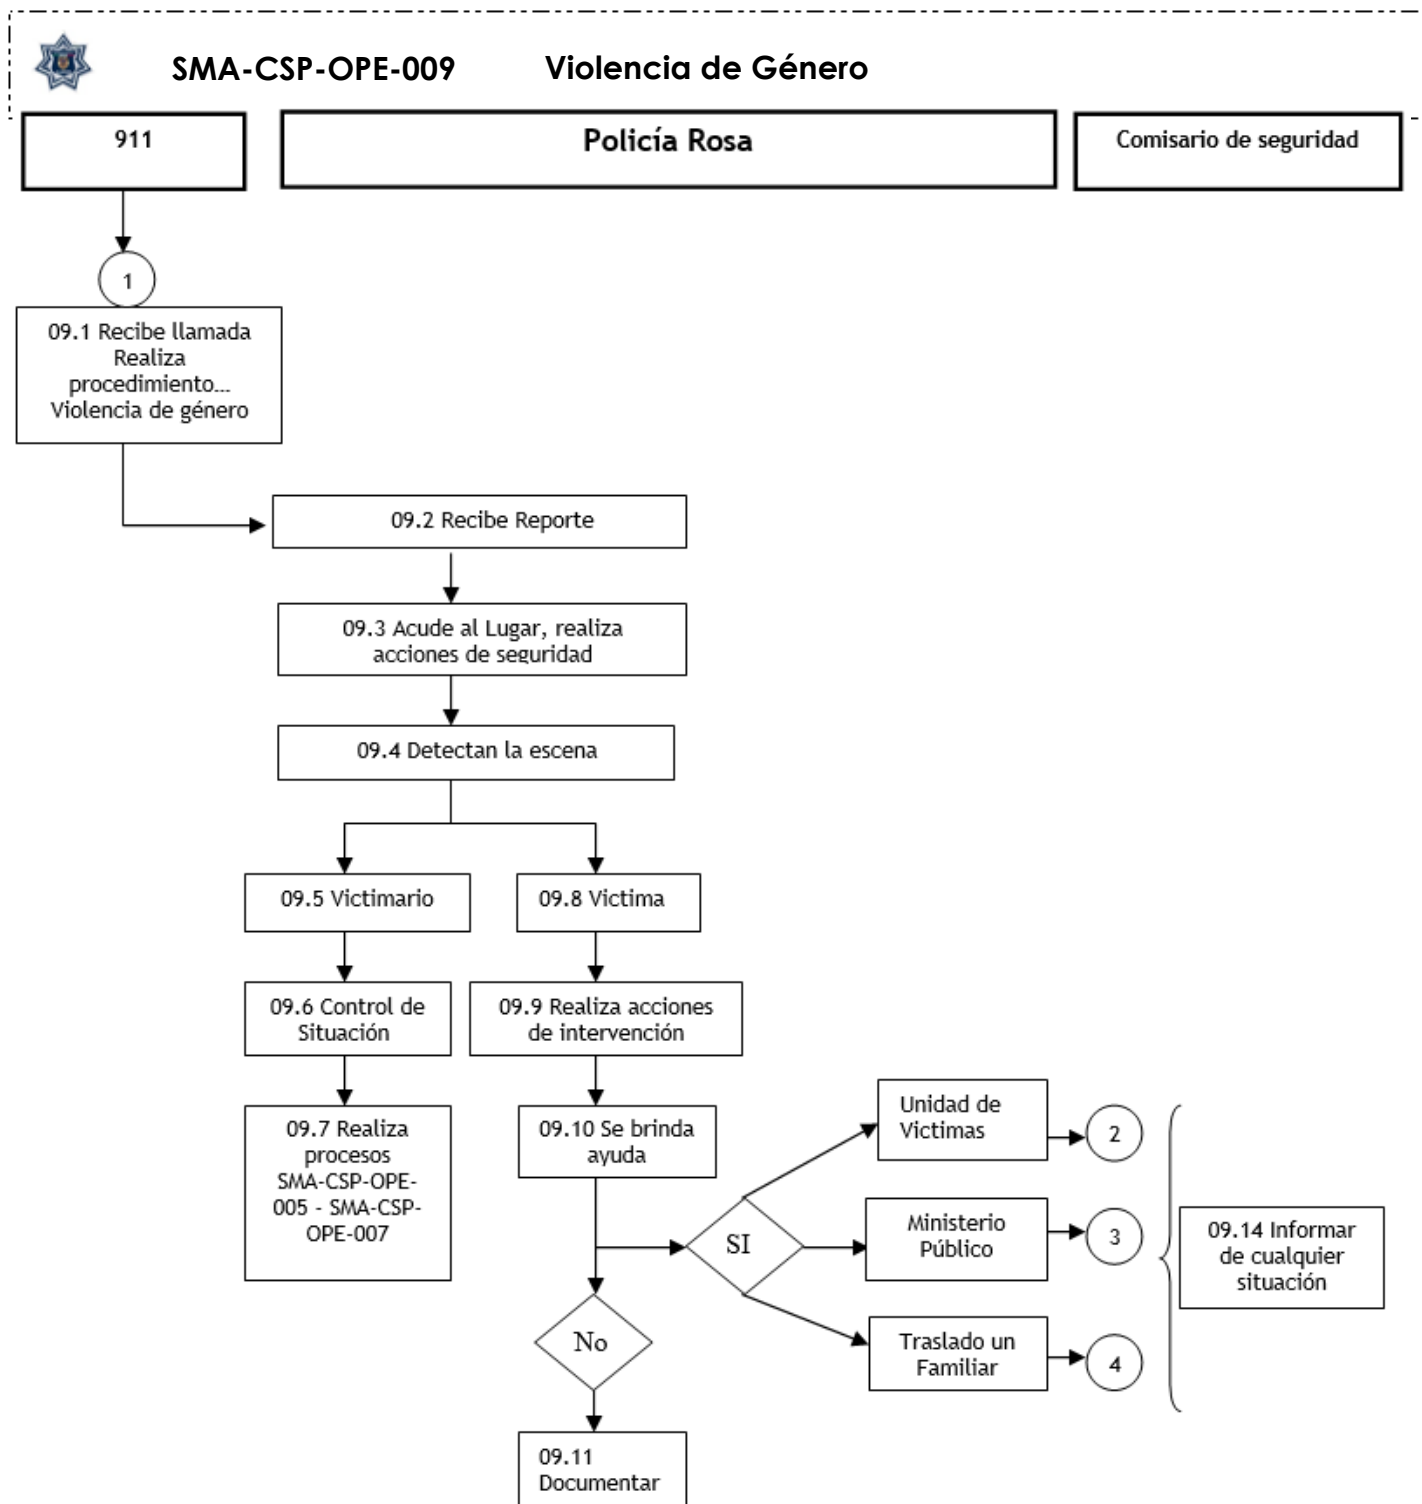 SMA-CSP-OPE-009 Violencia de Género
911
Policía Rosa
Comisario de seguridad
1
09.1 Recibe llamada
Realiza
procedimiento...
Violencia de género
09.2 Recibe Reporte
09.3 Acude al Lugar, realiza
acciones de seguridad
09.4 Detectan la escena
09.5 Victimario
09.8 Victima
09.6 Control de
Situación
09.9 Realiza acciones
de intervención
09.7 Realiza
procesos
SMA-CSP-OPE-
005 - SMA-CSP-
OPE-007
09.10 Se brinda
ayuda
Unidad de
Victimas
2
SI
Ministerio
Público
3
09.14 Informar
de cualquier
situación
No
Traslado un
Familiar
4
09.11
Documentar